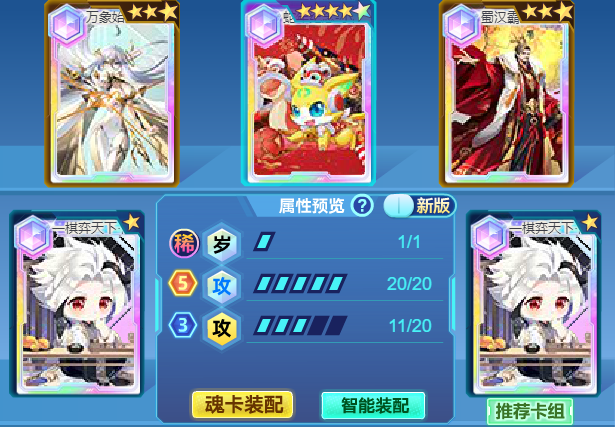 万象始
蜀汉霸
属性预览 ? 新版
一棋弈天下
稀 岁 1/1
5 攻 20/20
3 攻 11/20
一棋弈天下
魂卡装配
智能装配
推荐卡组